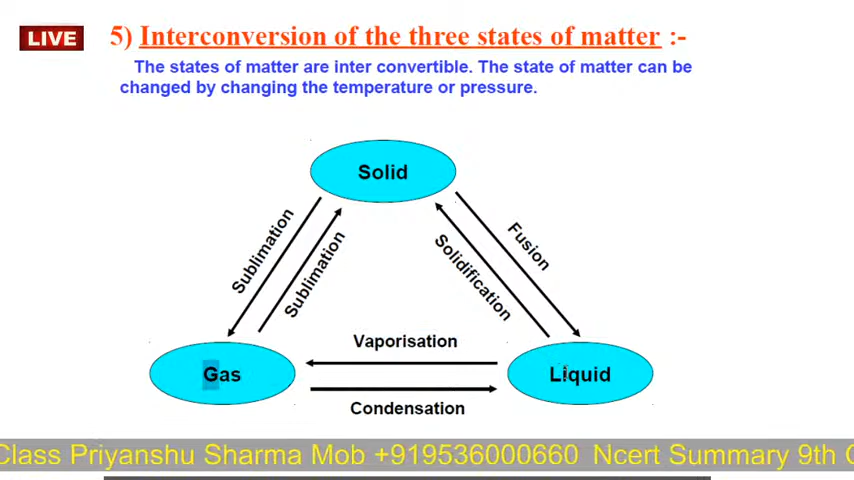 LIVE
5) Interconversion of the three states of matter :-
The states of matter are inter convertible. The state of matter can be
changed by changing the temperature or pressure.
Solid
Sublimation
Sublimation
Solidification
Fusion
Vaporisation
Gas
Liquid
Condensation
Class Priyanshu Sharma Mob +919536000660 Ncert Summary 9th